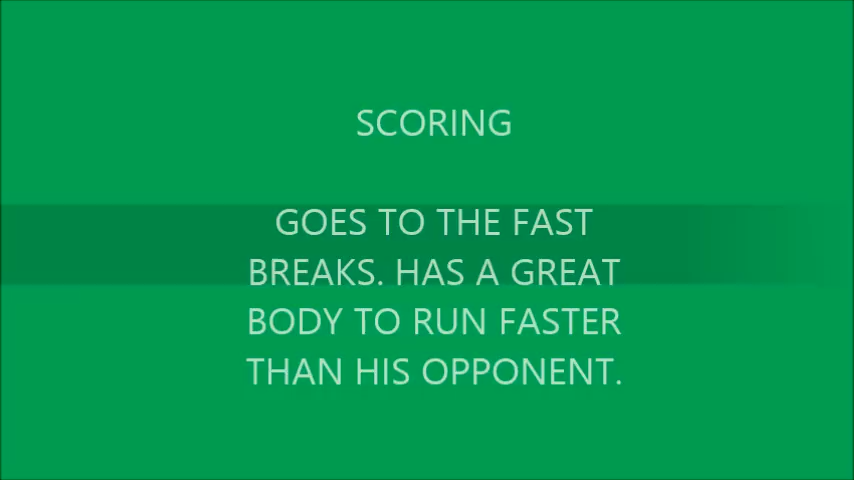 SCORING
GOES TO THE FAST
BREAKS. HAS A GREAT
BODY TO RUN FASTER
THAN HIS OPPONENT.